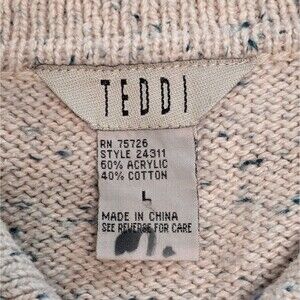 TEDDI
RN 75726
STYLE 24311
60% ACRYLIC
40% COTTON
L
MADE IN CHINA
SEE REVERSE FOR CARE